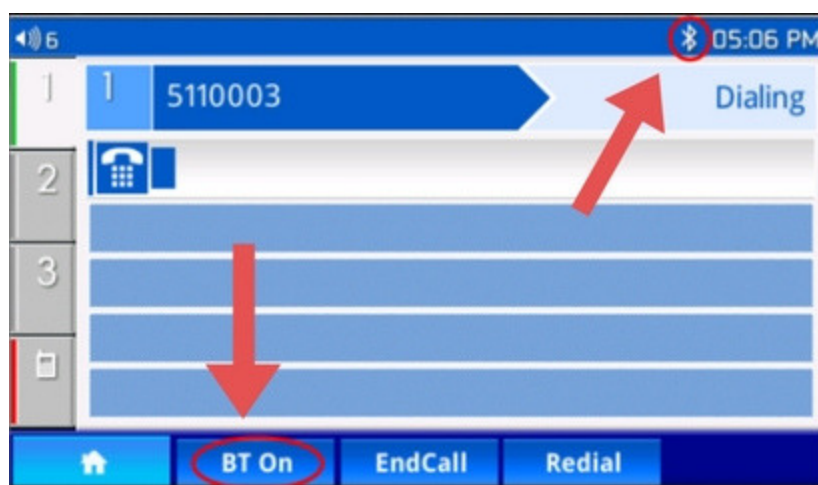 6 05:06 PM
1 1 5110003 Dialing
2
3
BT On EndCall Redial